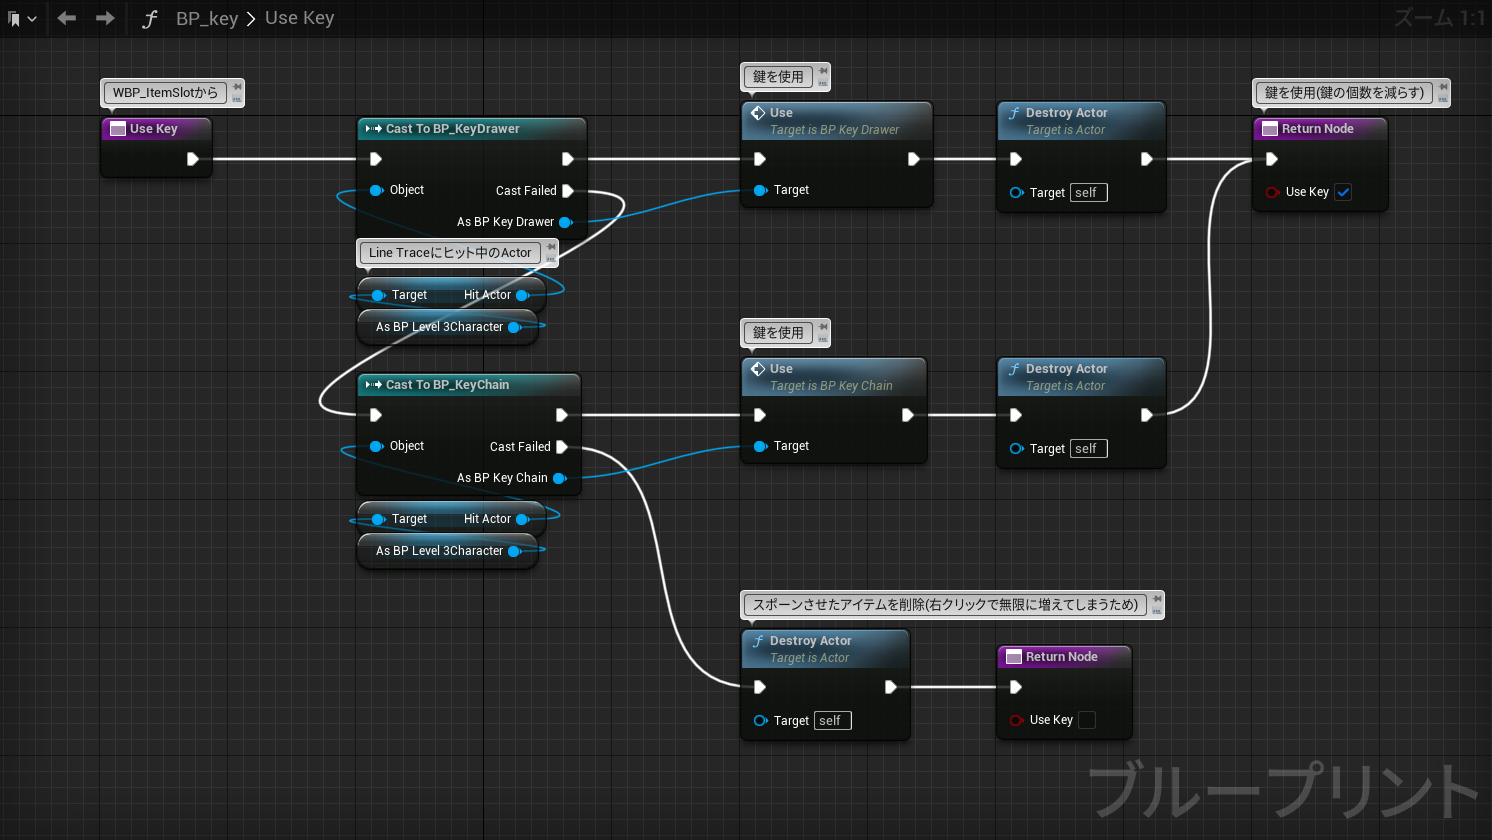 BP_key > Use Key
ズーム 1:1
WBP_ItemSlotから
Use Key
Cast To BP_KeyDrawer
Object
Cast Failed
As BP Key Drawer
Line Traceにヒット中のActor
Target Hit Actor
As BP Level 3Character
鍵を使用
Use
Target is BP Key Drawer
Target
Destroy Actor
Target is Actor
Target self
鍵を使用(鍵の個数を減らす)
Return Node
Use Key
Cast To BP_KeyChain
Object
Cast Failed
As BP Key Chain
Target Hit Actor
As BP Level 3Character
鍵を使用
Use
Target is BP Key Chain
Target
Destroy Actor
Target is Actor
Target self
スポーンさせたアイテムを削除(右クリックで無限に増えてしまうため)
Destroy Actor
Target is Actor
Target self
Return Node
Use Key
ブループリント